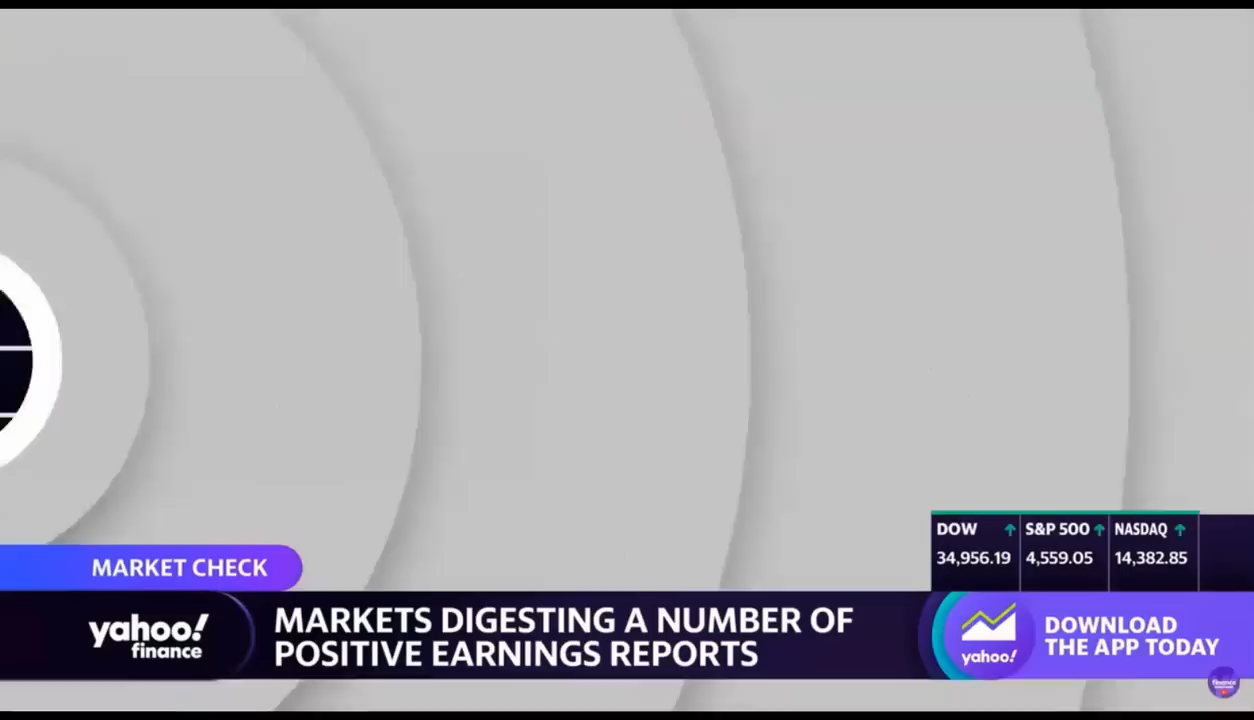 DOW
S&P 500
NASDAQ
34,956.19
4,559.05
14,382.85
MARKET CHECK
yahoo!
finance
MARKETS DIGESTING A NUMBER OF
POSITIVE EARNINGS REPORTS
yahoo!
DOWNLOAD
THE APP TODAY
finance